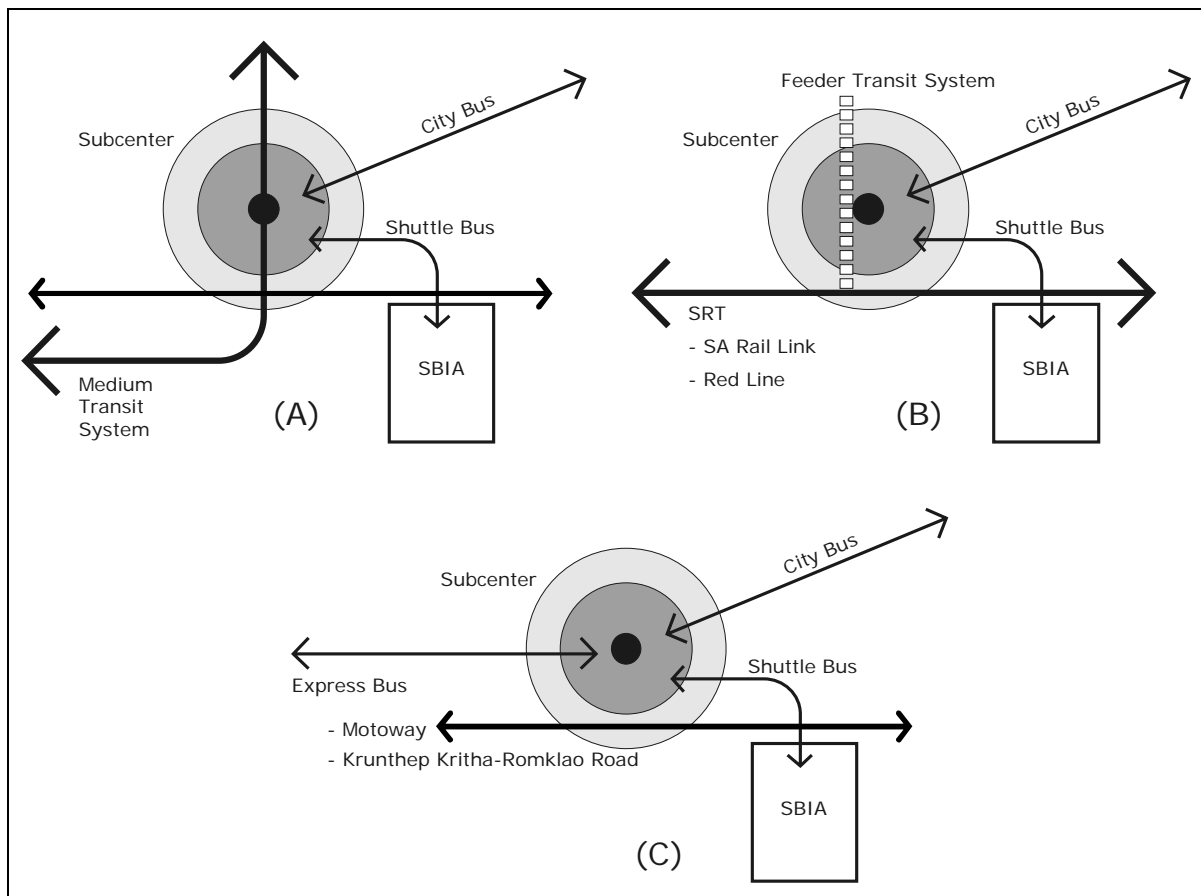 Subcenter
City Bus
Shuttle Bus
SBIA
Medium
Transit
System
(A)
Feeder Transit System
Subcenter
City Bus
Shuttle Bus
SRT
- SA Rail Link
- Red Line
SBIA
(B)
Subcenter
City Bus
Shuttle Bus
Express Bus
- Motoway
- Krunthep Kritha-Romklao Road
SBIA
(C)